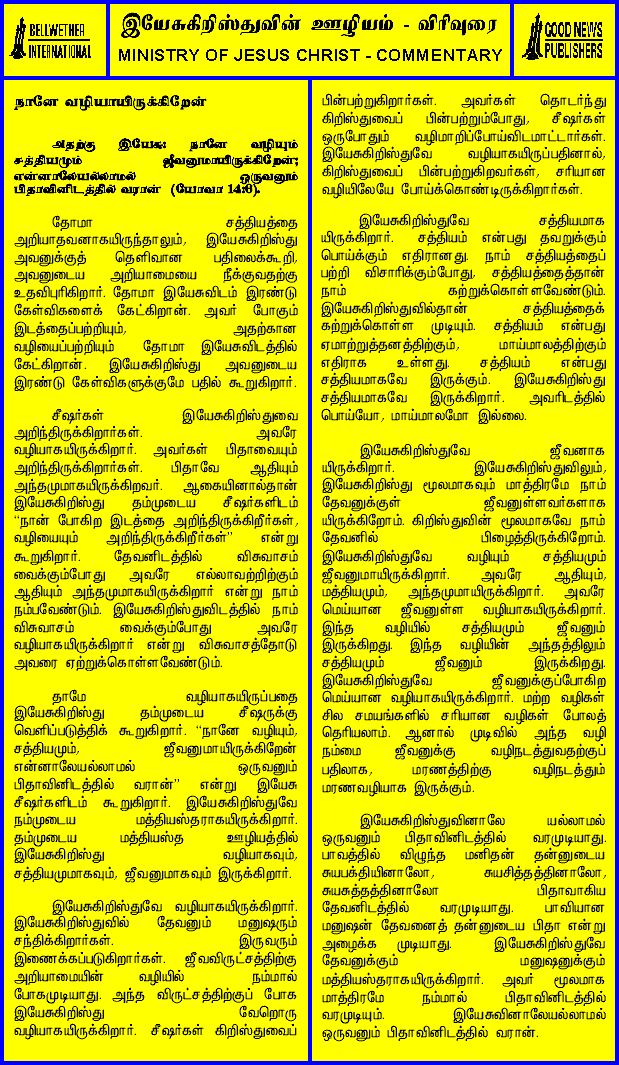 BELLWETHER
INTERNATIONAL
இயேசுகிறிஸ்துவின் ஊழியம் - விரிவுரை
MINISTRY OF JESUS CHRIST - COMMENTARY
GOOD NEWS
PUBLISHERS
நானே வழியாயிருக்கிறேன்
அதற்கு இயேசு: நானே வழியும்
சத்தியமும் ஜீவனுமாயிருக்கிறேன்;
என்னாலேயல்லாமல் ஒருவனும்
பிதாவினிடத்தில் வரான் (யோவா 14:6).
தோமா சத்தியத்தை
அறியாதவனாகயிருந்தாலும், இயேசுகிறிஸ்து
அவனுக்குத் தெளிவான பதிலைக்கூறி,
அவனுடைய அறியாமையை நீக்குவதற்கு
உதவிபுரிகிறார். தோமா இயேசுவிடம் இரண்டு
கேள்விகளைக் கேட்கிறான். அவர் போகும்
இடத்தைப்பற்றியும், அதற்கான
வழியைப்பற்றியும் தோமா இயேசுவிடத்தில்
கேட்கிறான். இயேசுகிறிஸ்து அவனுடைய
இரண்டு கேள்விகளுக்குமே பதில் கூறுகிறார்.
சீஷர்கள் இயேசுகிறிஸ்துவை
அறிந்திருக்கிறார்கள். அவரே
வழியாகயிருக்கிறார். அவர்கள் பிதாவையும்
அறிந்திருக்கிறார்கள். பிதாவே ஆதியும்
அந்தமுமாகயிருக்கிறவர். ஆகையினால்தான்
இயேசுகிறிஸ்து தம்முடைய சீஷர்களிடம்
“நான் போகிற இடத்தை அறிந்திருக்கிறீர்கள்,
வழியையும் அறிந்திருக்கிறீர்கள்” என்று
கூறுகிறார். தேவனிடத்தில் விசுவாசம்
வைக்கும்போது அவரே எல்லாவற்றிற்கும்
ஆதியும் அந்தமுமாகயிருக்கிறார் என்று நாம்
நம்பவேண்டும். இயேசுகிறிஸ்துவிடத்தில் நாம்
விசுவாசம் வைக்கும்போது அவரே
வழியாகயிருக்கிறார் என்று விசுவாசத்தோடு
அவரை ஏற்றுக்கொள்ளவேண்டும்.
தாமே வழியாகயிருப்பதை
இயேசுகிறிஸ்து தம்முடைய சீஷருக்கு
வெளிப்படுத்திக் கூறுகிறார். “நானே வழியும்,
சத்தியமும், ஜீவனுமாயிருக்கிறேன்
என்னாலேயல்லாமல் ஒருவனும்
பிதாவினிடத்தில் வரான்” என்று இயேசு
சீஷர்களிடம் கூறுகிறார். இயேசுகிறிஸ்துவே
நம்முடைய மத்தியஸ்தராகயிருக்கிறார்.
தம்முடைய மத்தியஸ்த ஊழியத்தில்
இயேசுகிறிஸ்து வழியாகவும்,
சத்தியமுமாகவும், ஜீவனுமாகவும் இருக்கிறார்.
இயேசுகிறிஸ்துவே வழியாகயிருக்கிறார்.
இயேசுகிறிஸ்துவில் தேவனும் மனுஷரும்
சந்திக்கிறார்கள். இருவரும்
இணைக்கப்படுகிறார்கள். ஜீவவிருட்சத்திற்கு
அறியாமையின் வழியில் நம்மால்
போகமுடியாது. அந்த விருட்சத்திற்குப் போக
இயேசுகிறிஸ்து வேறொரு
வழியாகயிருக்கிறார். சீஷர்கள் கிறிஸ்துவைப்
பின்பற்றுகிறார்கள். அவர்கள் தொடர்ந்து
கிறிஸ்துவைப் பின்பற்றும்போது, சீஷர்கள்
ஒருபோதும் வழிமாறிப்போய்விடமாட்டார்கள்.
இயேசுகிறிஸ்துவே வழியாகயிருப்பதினால்,
கிறிஸ்துவைப் பின்பற்றுகிறவர்கள், சரியான
வழியிலேயே போய்க்கொண்டிருக்கிறார்கள்.
இயேசுகிறிஸ்துவே சத்தியமாக
யிருக்கிறார். சத்தியம் என்பது தவறுக்கும்
பொய்க்கும் எதிரானது. நாம் சத்தியத்தைப்
பற்றி விசாரிக்கும்போது, சத்தியத்தைத்தான்
நாம் கற்றுக்கொள்ளவேண்டும்.
இயேசுகிறிஸ்துவில்தான் சத்தியத்தைக்
கற்றுக்கொள்ள முடியும். சத்தியம் என்பது
ஏமாற்றுத்தனத்திற்கும், மாய்மாலத்திற்கும்
எதிராக உள்ளது. சத்தியம் என்பது
சத்தியமாகவே இருக்கும். இயேசுகிறிஸ்து
சத்தியமாகவே இருக்கிறார். அவரிடத்தில்
பொய்யோ, மாய்மாலமோ இல்லை.
இயேசுகிறிஸ்துவே ஜீவனாக
யிருக்கிறார். இயேசுகிறிஸ்துவிலும்,
இயேசுகிறிஸ்து மூலமாகவும் மாத்திரமே நாம்
தேவனுக்குள் ஜீவனுள்ளவர்களாக
யிருக்கிறோம். கிறிஸ்துவின் மூலமாகவே நாம்
தேவனில் பிழைத்திருக்கிறோம்.
இயேசுகிறிஸ்துவே வழியும் சத்தியமும்
ஜீவனுமாயிருக்கிறார். அவரே ஆதியும்,
மத்தியமும், அந்தமுமாயிருக்கிறார். அவரே
மெய்யான ஜீவனுள்ள வழியாகயிருக்கிறார்.
இந்த வழியில் சத்தியமும் ஜீவனும்
இருக்கிறது. இந்த வழியின் அந்தத்திலும்
சத்தியமும் ஜீவனும் இருக்கிறது.
இயேசுகிறிஸ்துவே ஜீவனுக்குப்போகிற
மெய்யான வழியாகயிருக்கிறார். மற்ற வழிகள்
சில சமயங்களில் சரியான வழிகள் போலத்
தெரியலாம். ஆனால் முடிவில் அந்த வழி
நம்மை ஜீவனுக்கு வழிநடத்துவதற்குப்
பதிலாக, மரணத்திற்கு வழிநடத்தும்
மரணவழியாக இருக்கும்.
இயேசுகிறிஸ்துவினாலே யல்லாமல்
ஒருவனும் பிதாவினிடத்தில் வரமுடியாது.
பாவத்தில் விழுந்த மனிதன் தன்னுடைய
சுயபக்தியினாலோ, சுயசித்தத்தினாலோ,
சுயசுத்தத்தினாலோ பிதாவாகிய
தேவனிடத்தில் வரமுடியாது. பாவியான
மனுஷன் தேவனைத் தன்னுடைய பிதா என்று
அழைக்க முடியாது. இயேசுகிறிஸ்துவே
தேவனுக்கும் மனுஷனுக்கும்
மத்தியஸ்தராகயிருக்கிறார். அவர் மூலமாக
மாத்திரமே நம்மால் பிதாவினிடத்தில்
வரமுடியும். இயேசுவினாலேயல்லாமல்
ஒருவனும் பிதாவினிடத்தில் வரான்.